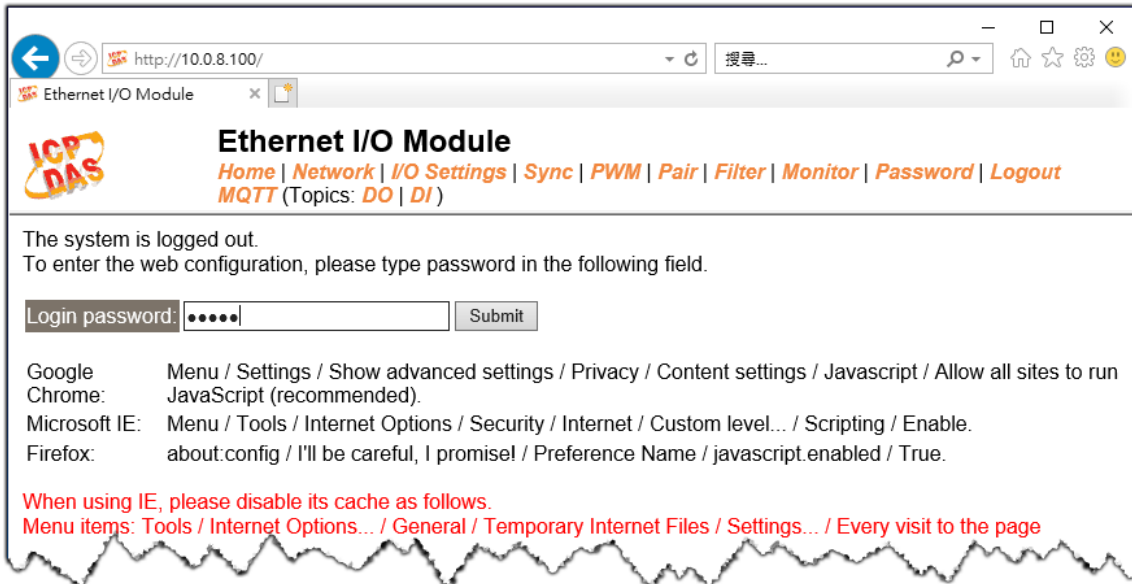 http://10.0.8.100/
搜尋...
Ethernet I/O Module
ICP DAS
Ethernet I/O Module
Home | Network | I/O Settings | Sync | PWM | Pair | Filter | Monitor | Password | Logout
MQTT (Topics: DO | DI )
The system is logged out.
To enter the web configuration, please type password in the following field.
Login password: ●●●●● Submit
Google Chrome: Menu / Settings / Show advanced settings / Privacy / Content settings / Javascript / Allow all sites to run
JavaScript (recommended).
Microsoft IE: Menu / Tools / Internet Options / Security / Internet / Custom level... / Scripting / Enable.
Firefox: about:config / I'll be careful, I promise! / Preference Name / javascript.enabled / True.
When using IE, please disable its cache as follows.
Menu items: Tools / Internet Options... / General / Temporary Internet Files / Settings... / Every visit to the page